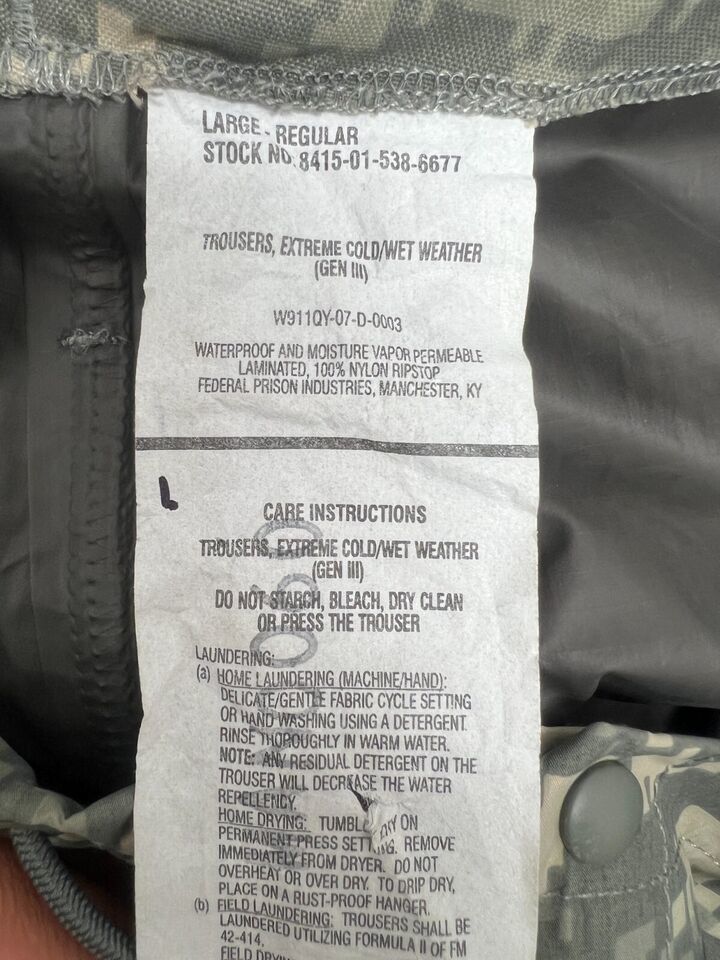 LARGE - REGULAR
STOCK NO. 8415-01-538-6677
TROUSERS, EXTREME COLD/WET WEATHER
(GEN III)
W911QY-07-D-0003
WATERPROOF AND MOISTURE VAPOR PERMEABLE
LAMINATED, 100% NYLON RIPSTOP
FEDERAL PRISON INDUSTRIES, MANCHESTER, KY
L
CARE INSTRUCTIONS
TROUSERS, EXTREME COLD/WET WEATHER
(GEN III)
DO NOT STARCH, BLEACH, DRY CLEAN
OR PRESS THE TROUSER
LAUNDERING:
(a) HOME LAUNDERING (MACHINE/HAND):
DELICATE/GENTLE FABRIC CYCLE SETTING
OR HAND WASHING USING A DETERGENT.
RINSE THOROUGHLY IN WARM WATER.
NOTE: ANY RESIDUAL DETERGENT ON THE
TROUSER WILL DECREASE THE WATER
REPELLENCY.
HOME DRYING: TUMBLE DRY ON
PERMANENT PRESS SETTING. REMOVE
IMMEDIATELY FROM DRYER. DO NOT
OVERHEAT OR OVER DRY. TO DRIP DRY,
PLACE ON A RUST-PROOF HANGER.
(b) FIELD LAUNDERING: TROUSERS SHALL BE
LAUNDERED UTILIZING FORMULA II OF FM
42-414.
FIELD